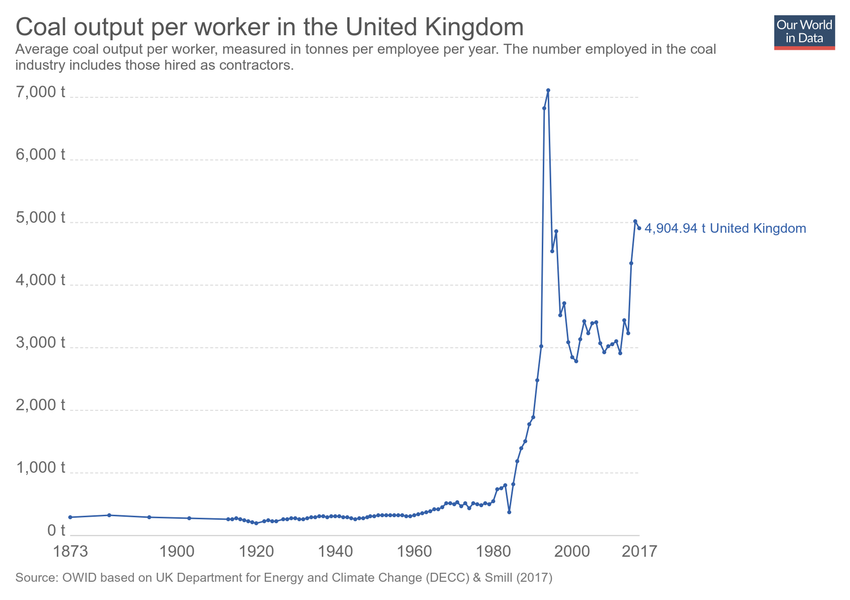 Coal output per worker in the United Kingdom
Our World
in Data
Average coal output per worker, measured in tonnes per employee per year. The number employed in the coal
industry includes those hired as contractors.
7,000 t
6,000 t
5,000 t
4,904.94 t United Kingdom
4,000 t
3,000 t
2,000 t
1,000 t
0 t
1873 1900 1920 1940 1960 1980 2000 2017
Source: OWID based on UK Department for Energy and Climate Change (DECC) & Smill (2017)